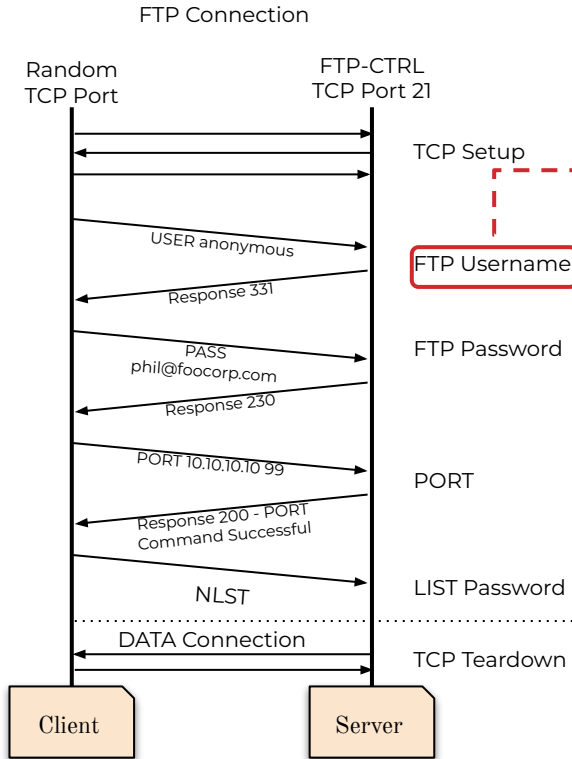 FTP Connection
Random
TCP Port
FTP-CTRL
TCP Port 21
TCP Setup
USER anonymous
FTP Username
Response 331
FTP Password
PASS
phil@foocorp.com
Response 230
PORT 10.10.10.10 99
PORT
Response 200 - PORT
Command Successful
NLST
LIST Password
DATA Connection
TCP Teardown
Client
Server